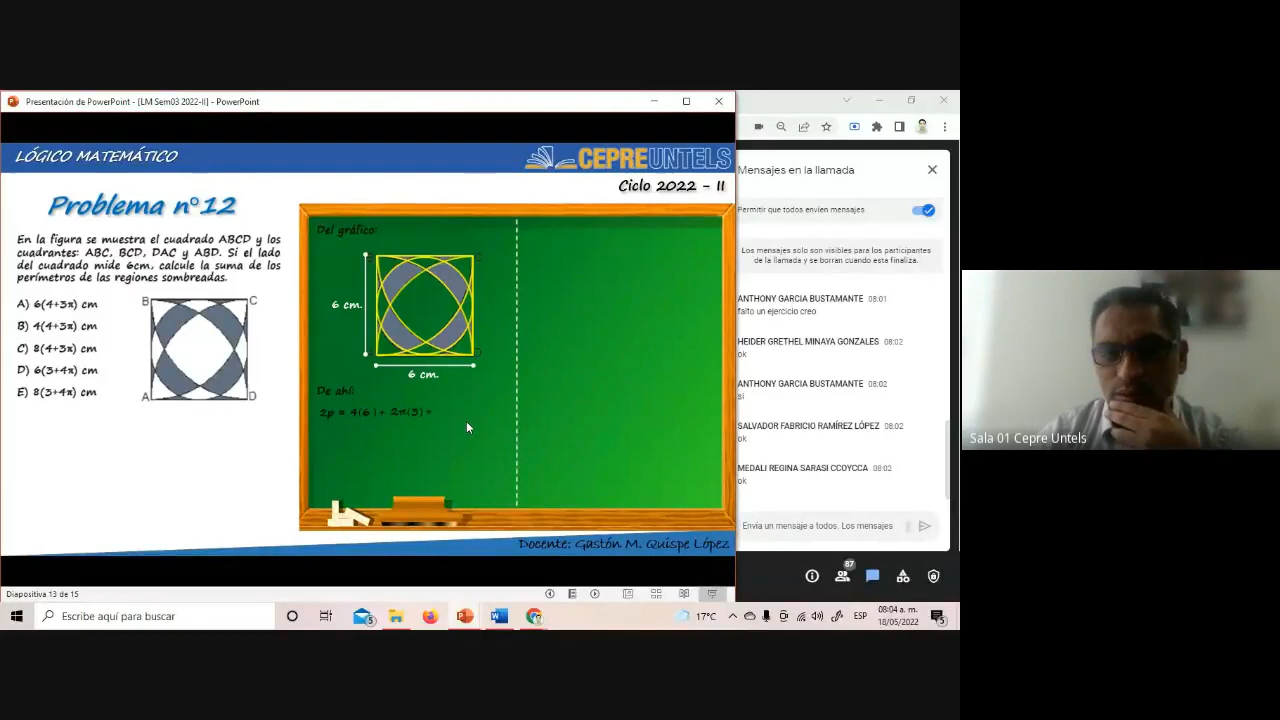 Presentación de PowerPoint - [LM Sem03 2022-II] - PowerPoint
LÓGICO MATEMÁTICO
CEPREUNTELS
Ciclo 2022 - II
Problema n°12
En la figura se muestra el cuadrado ABCD y los
cuadrantes: ABC, BCD, DAC y ABD. Si el lado
del cuadrado mide 6cm, calcule la suma de los
perímetros de las regiones sombreadas.
A) 6(4+3π) cm
B) 4(4+3π) cm
C) 8(4+3π) cm
D) 6(3+4π) cm
E) 8(3+4π) cm
B
C
A
D
Del gráfico:
6 cm.
6 cm.
De ahí:
2p = 4(6) + 2π(3) +
Docente: Gastón M. Quispe López
Diapositiva 13 de 15
Mensajes en la llamada
Permitir que todos envíen mensajes
Los mensajes solo son visibles para los participantes
de la llamada y se borran cuando esta finaliza.
ANTHONY GARCIA BUSTAMANTE 08:01
falto un ejercicio creo
HEIDER GRETHEL MINAYA GONZALES 08:02
ok
ANTHONY GARCIA BUSTAMANTE 08:02
si
SALVADOR FABRICIO RAMÍREZ LÓPEZ 08:02
ok
MEDALI REGINA SARASI CCOYCCA 08:02
ok
Envía un mensaje a todos. Los mensajes
87
Sala 01 Cepre Untels
Escribe aquí para buscar
5
17°C
ESP
08:04 a. m.
18/05/2022
5